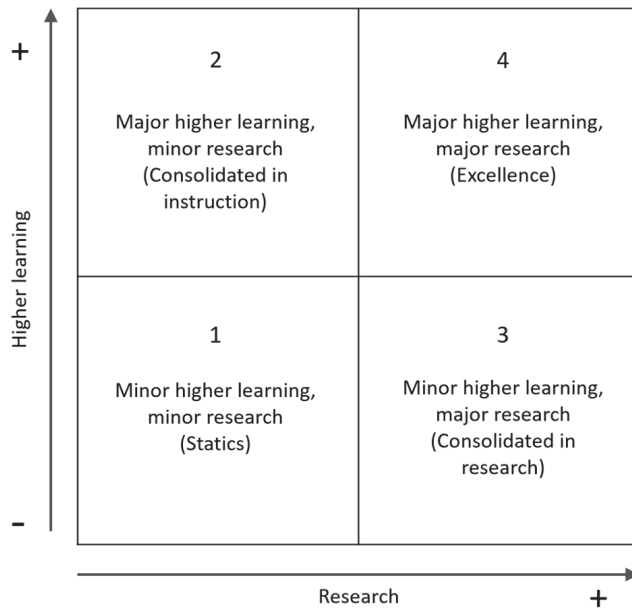 +
2
Major higher learning,
minor research
(Consolidated in
instruction)
4
Major higher learning,
major research
(Excellence)
Higher learning
1
Minor higher learning,
minor research
(Statics)
3
Minor higher learning,
major research
(Consolidated in
research)
-
Research
+